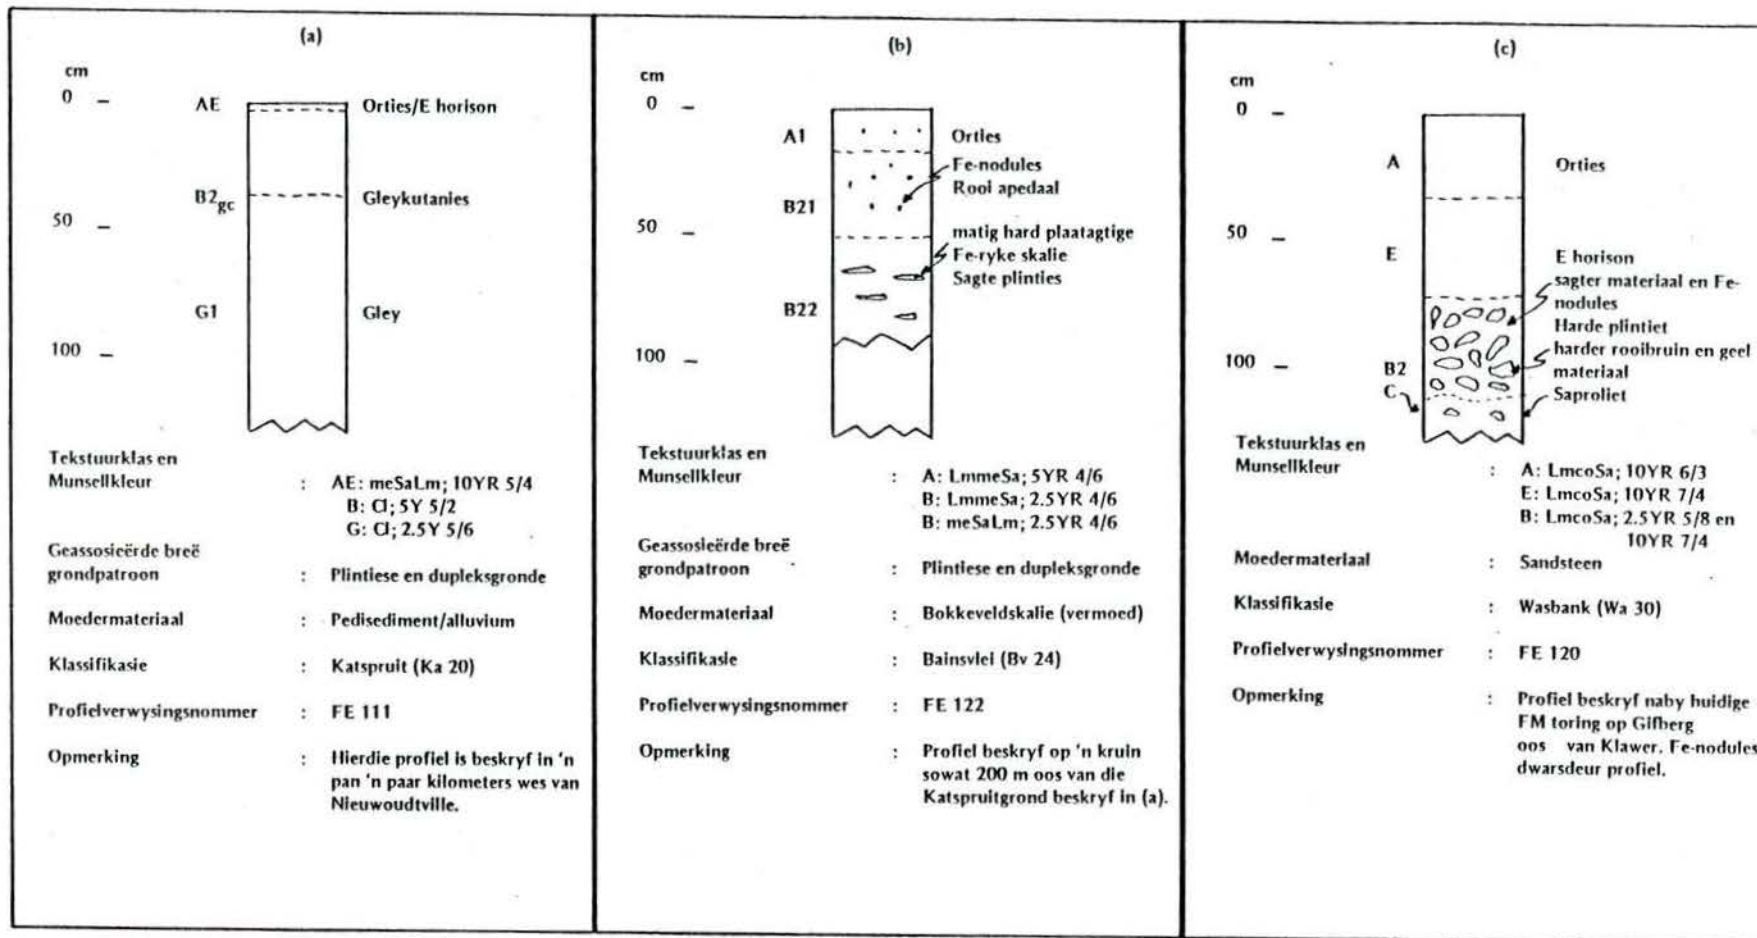 (a)
cm
0
AE
Orties/E horison
B2gc
Gleykutanies
50
G1
Gley
100
Tekstuurklas en
Munsellkleur : AE: meSaLm; 10YR 5/4
B: Cl; 5Y 5/2
G: Cl; 2.5Y 5/6
Geassosieërde breë
grondpatroon : Plintiese en dupleksgronde
Moedermateriaal : Pedisediment/alluvium
Klassifikasie : Katspruit (Ka 20)
Profielverwysingsnommer : FE 111
Opmerking : Hierdie profiel is beskryf in 'n
pan 'n paar kilometers wes van
Nieuwoudtville.
(b)
cm
0
A1
Orties
Fe-nodules
Rooi apedaal
B21
50
matig hard plaatagtige
Fe-ryke skalie
Sagte plinties
B22
100
Tekstuurklas en
Munsellkleur : A: LmmeSa; 5YR 4/6
B: LmmeSa; 2.5YR 4/6
B: meSaLm; 2.5YR 4/6
Geassosieërde breë
grondpatroon : Plintiese en dupleksgronde
Moedermateriaal : Bokkeveldskalie (vermoed)
Klassifikasie : Bainsvlei (Bv 24)
Profielverwysingsnommer : FE 122
Opmerking : Profiel beskryf op 'n kruin
sowat 200 m oos van die
Katspruitgrond beskryf in (a).
(c)
cm
0
A
Orties
50
E
E horison
sagter materiaal en Fe-
nodules
Harde plintiet
harder rooibruin en geel
materiaal
100
B2
C
Saproliet
Tekstuurklas en
Munsellkleur : A: LmcoSa; 10YR 6/3
E: LmcoSa; 10YR 7/4
B: LmcoSa; 2.5YR 5/8 en
10YR 7/4
Moedermateriaal : Sandsteen
Klassifikasie : Wasbank (Wa 30)
Profielverwysingsnommer : FE 120
Opmerking : Profiel beskryf naby huidige
FM toring op Gifberg
oos van Klawer. Fe-nodules
dwarsdeur profiel.